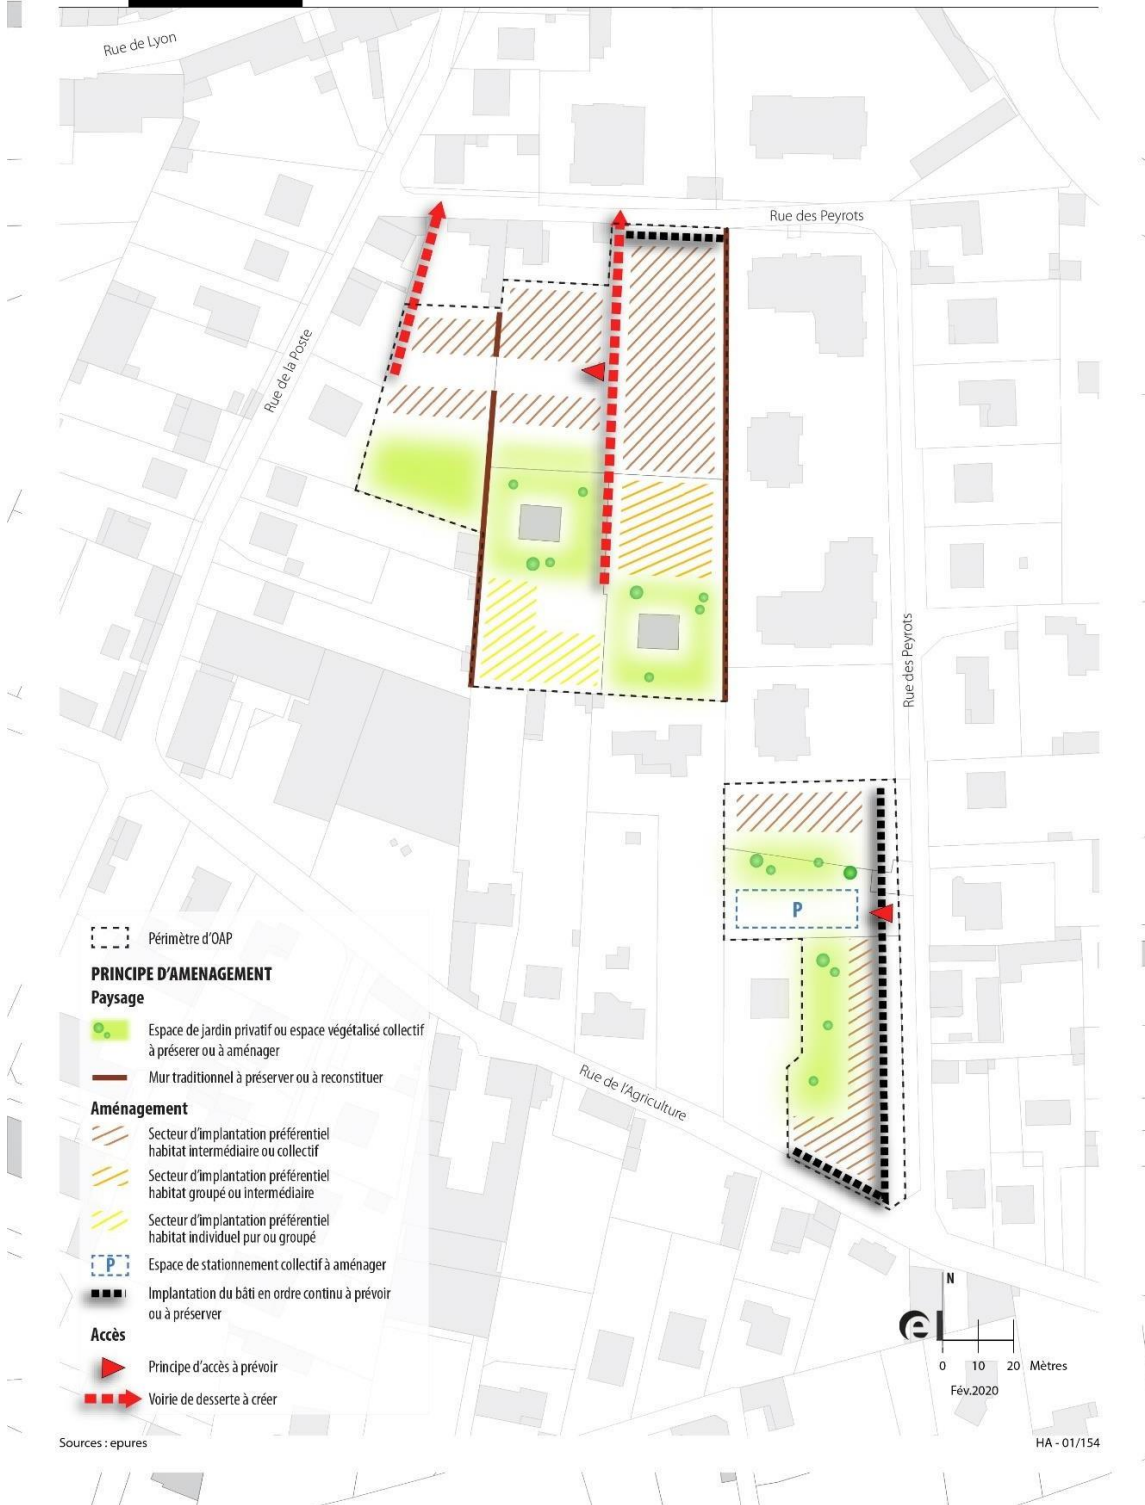 Rue de Lyon
Rue des Peyrots
Rue de la Poste
Rue des Peyrots
P
Rue de l'Agriculture
Périmètre d'OAP
PRINCIPE D'AMENAGEMENT
Paysage
Espace de jardin privatif ou espace végétalisé collectif
à préserer ou à aménager
Mur traditionnel à préserver ou à reconstituer
Aménagement
Secteur d'implantation préférentiel
habitat intermédiaire ou collectif
Secteur d'implantation préférentiel
habitat groupé ou intermédiaire
Secteur d'implantation préférentiel
habitat individuel pur ou groupé
P
Espace de stationnement collectif à aménager
Implantation du bâti en ordre continu à prévoir
ou à préserver
Accès
Principe d'accès à prévoir
Voirie de desserte à créer
N
e
0 10 20 Mètres
Fév.2020
Sources : epures
HA - 01/154